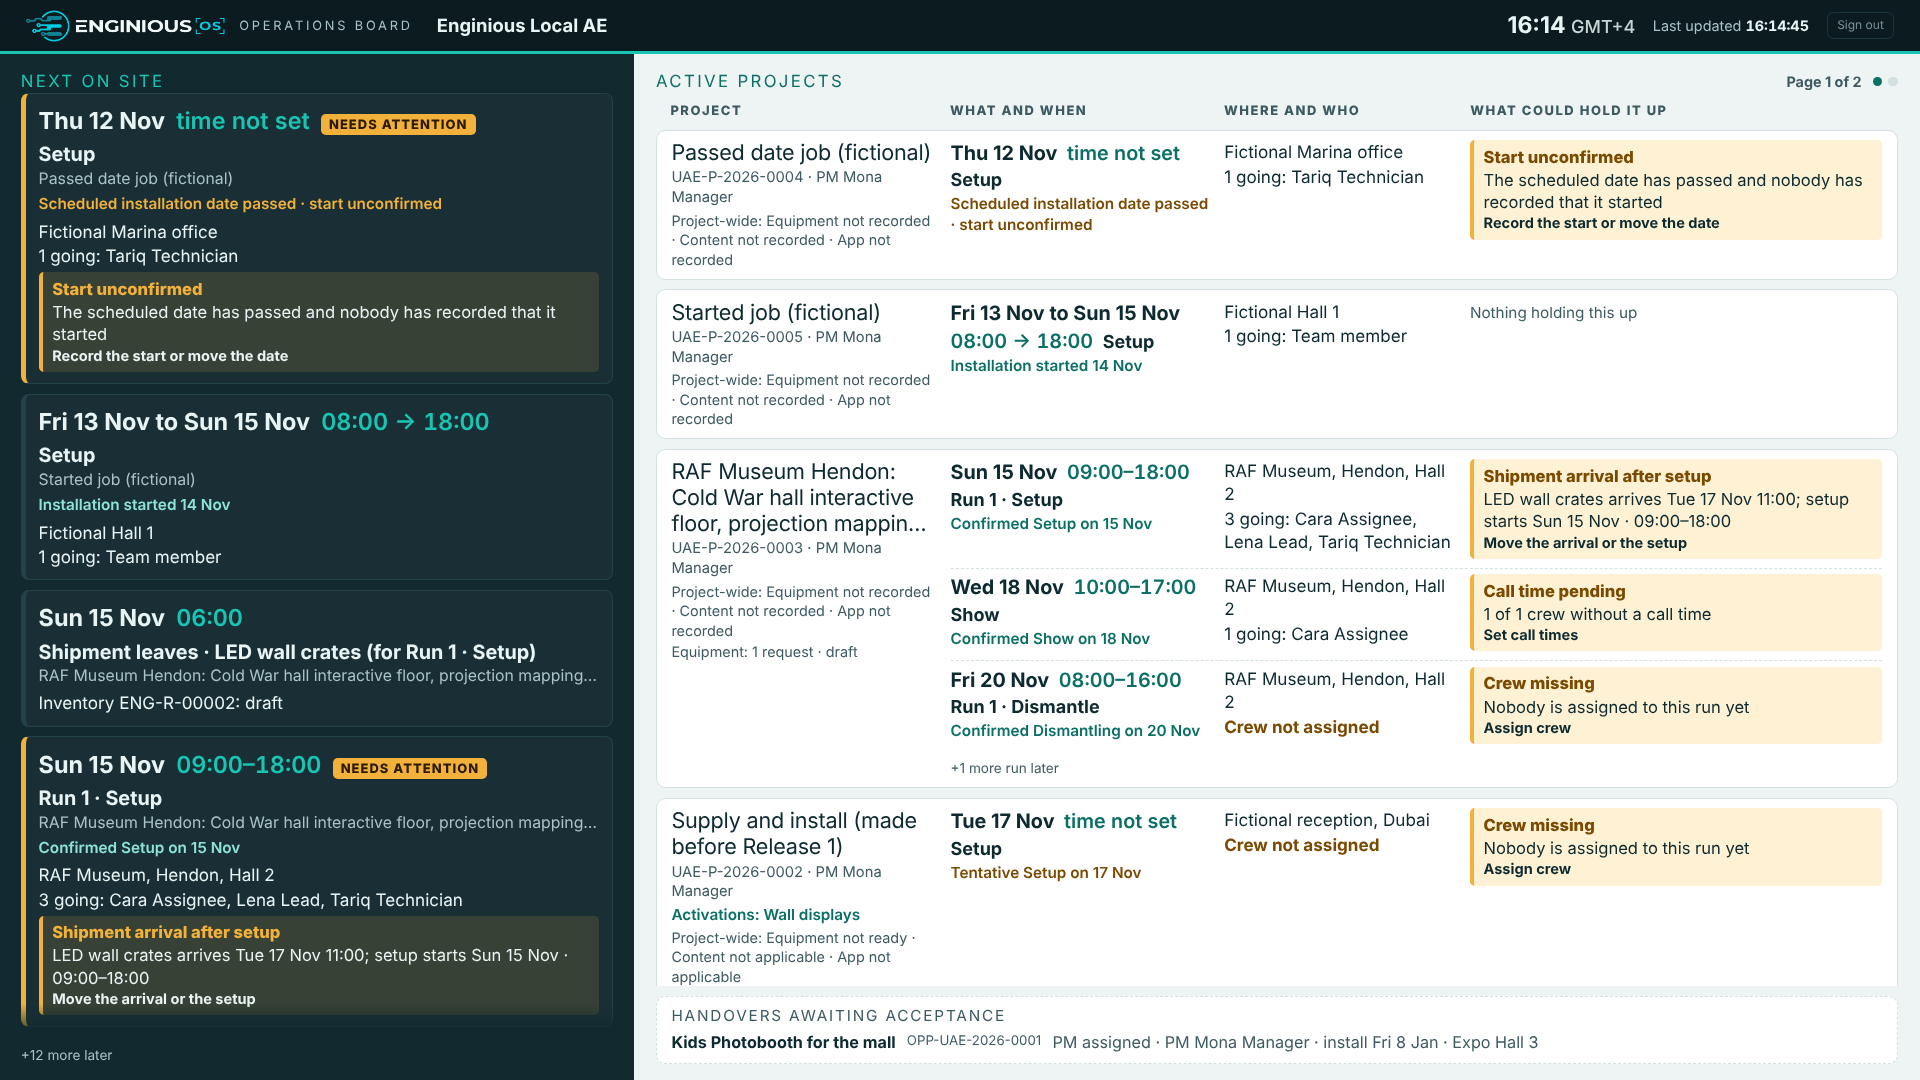 ENGINIOUS [OS] OPERATIONS BOARD Enginious Local AE
16:14 GMT+4 Last updated 16:14:45 Sign out
NEXT ON SITE
Thu 12 Nov time not set NEEDS ATTENTION
Setup
Passed date job (fictional)
Scheduled installation date passed · start unconfirmed
Fictional Marina office
1 going: Tariq Technician
Start unconfirmed
The scheduled date has passed and nobody has recorded that it
started
Record the start or move the date
Fri 13 Nov to Sun 15 Nov 08:00 → 18:00
Setup
Started job (fictional)
Installation started 14 Nov
Fictional Hall 1
1 going: Team member
Sun 15 Nov 06:00
Shipment leaves · LED wall crates (for Run 1 · Setup)
RAF Museum Hendon: Cold War hall interactive floor, projection mapping...
Inventory ENG-R-00002: draft
Sun 15 Nov 09:00–18:00 NEEDS ATTENTION
Run 1 · Setup
RAF Museum Hendon: Cold War hall interactive floor, projection mapping...
Confirmed Setup on 15 Nov
RAF Museum, Hendon, Hall 2
3 going: Cara Assignee, Lena Lead, Tariq Technician
Shipment arrival after setup
LED wall crates arrives Tue 17 Nov 11:00; setup starts Sun 15 Nov ·
09:00–18:00
Move the arrival or the setup
+12 more later
ACTIVE PROJECTS
Page 1 of 2
PROJECT WHAT AND WHEN WHERE AND WHO WHAT COULD HOLD IT UP
Passed date job (fictional)
UAE-P-2026-0004 · PM Mona
Manager
Project-wide: Equipment not recorded
· Content not recorded · App not
recorded
Thu 12 Nov time not set
Setup
Scheduled installation date passed
· start unconfirmed
Fictional Marina office
1 going: Tariq Technician
Start unconfirmed
The scheduled date has passed and nobody has
recorded that it started
Record the start or move the date
Started job (fictional)
UAE-P-2026-0005 · PM Mona
Manager
Project-wide: Equipment not recorded
· Content not recorded · App not
recorded
Fri 13 Nov to Sun 15 Nov
08:00 → 18:00 Setup
Installation started 14 Nov
Fictional Hall 1
1 going: Team member
Nothing holding this up
RAF Museum Hendon:
Cold War hall interactive
floor, projection mappin...
UAE-P-2026-0003 · PM Mona
Manager
Project-wide: Equipment not recorded
· Content not recorded · App not
recorded
Equipment: 1 request · draft
Sun 15 Nov 09:00–18:00
Run 1 · Setup
Confirmed Setup on 15 Nov
RAF Museum, Hendon, Hall
2
3 going: Cara Assignee,
Lena Lead, Tariq Technician
Shipment arrival after setup
LED wall crates arrives Tue 17 Nov 11:00; setup
starts Sun 15 Nov · 09:00–18:00
Move the arrival or the setup
Wed 18 Nov 10:00–17:00
Show
Confirmed Show on 18 Nov
RAF Museum, Hendon, Hall
2
1 going: Cara Assignee
Call time pending
1 of 1 crew without a call time
Set call times
Fri 20 Nov 08:00–16:00
Run 1 · Dismantle
Confirmed Dismantling on 20 Nov
RAF Museum, Hendon, Hall
2
Crew not assigned
Crew missing
Nobody is assigned to this run yet
Assign crew
+1 more run later
Supply and install (made
before Release 1)
UAE-P-2026-0002 · PM Mona
Manager
Activations: Wall displays
Project-wide: Equipment not ready ·
Content not applicable · App not
applicable
Tue 17 Nov time not set
Setup
Tentative Setup on 17 Nov
Fictional reception, Dubai
Crew not assigned
Crew missing
Nobody is assigned to this run yet
Assign crew
HANDOVERS AWAITING ACCEPTANCE
Kids Photobooth for the mall OPP-UAE-2026-0001 PM assigned · PM Mona Manager · install Fri 8 Jan · Expo Hall 3